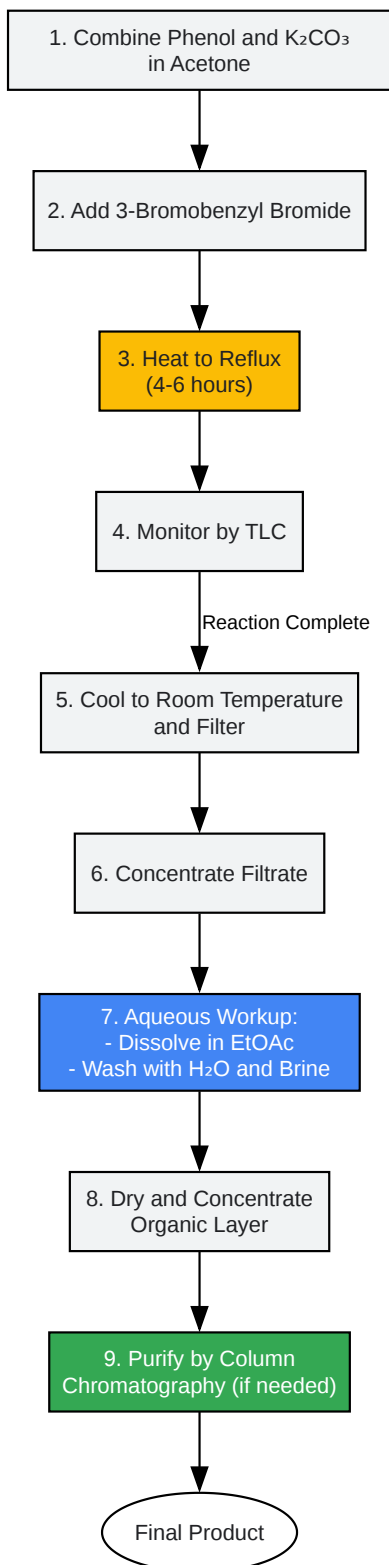 1. Combine Phenol and K₂CO₃
in Acetone
2. Add 3-Bromobenzyl Bromide
3. Heat to Reflux
(4-6 hours)
4. Monitor by TLC
Reaction Complete
5. Cool to Room Temperature
and Filter
6. Concentrate Filtrate
7. Aqueous Workup:
- Dissolve in EtOAc
- Wash with H₂O and Brine
8. Dry and Concentrate
Organic Layer
9. Purify by Column
Chromatography (if needed)
Final Product